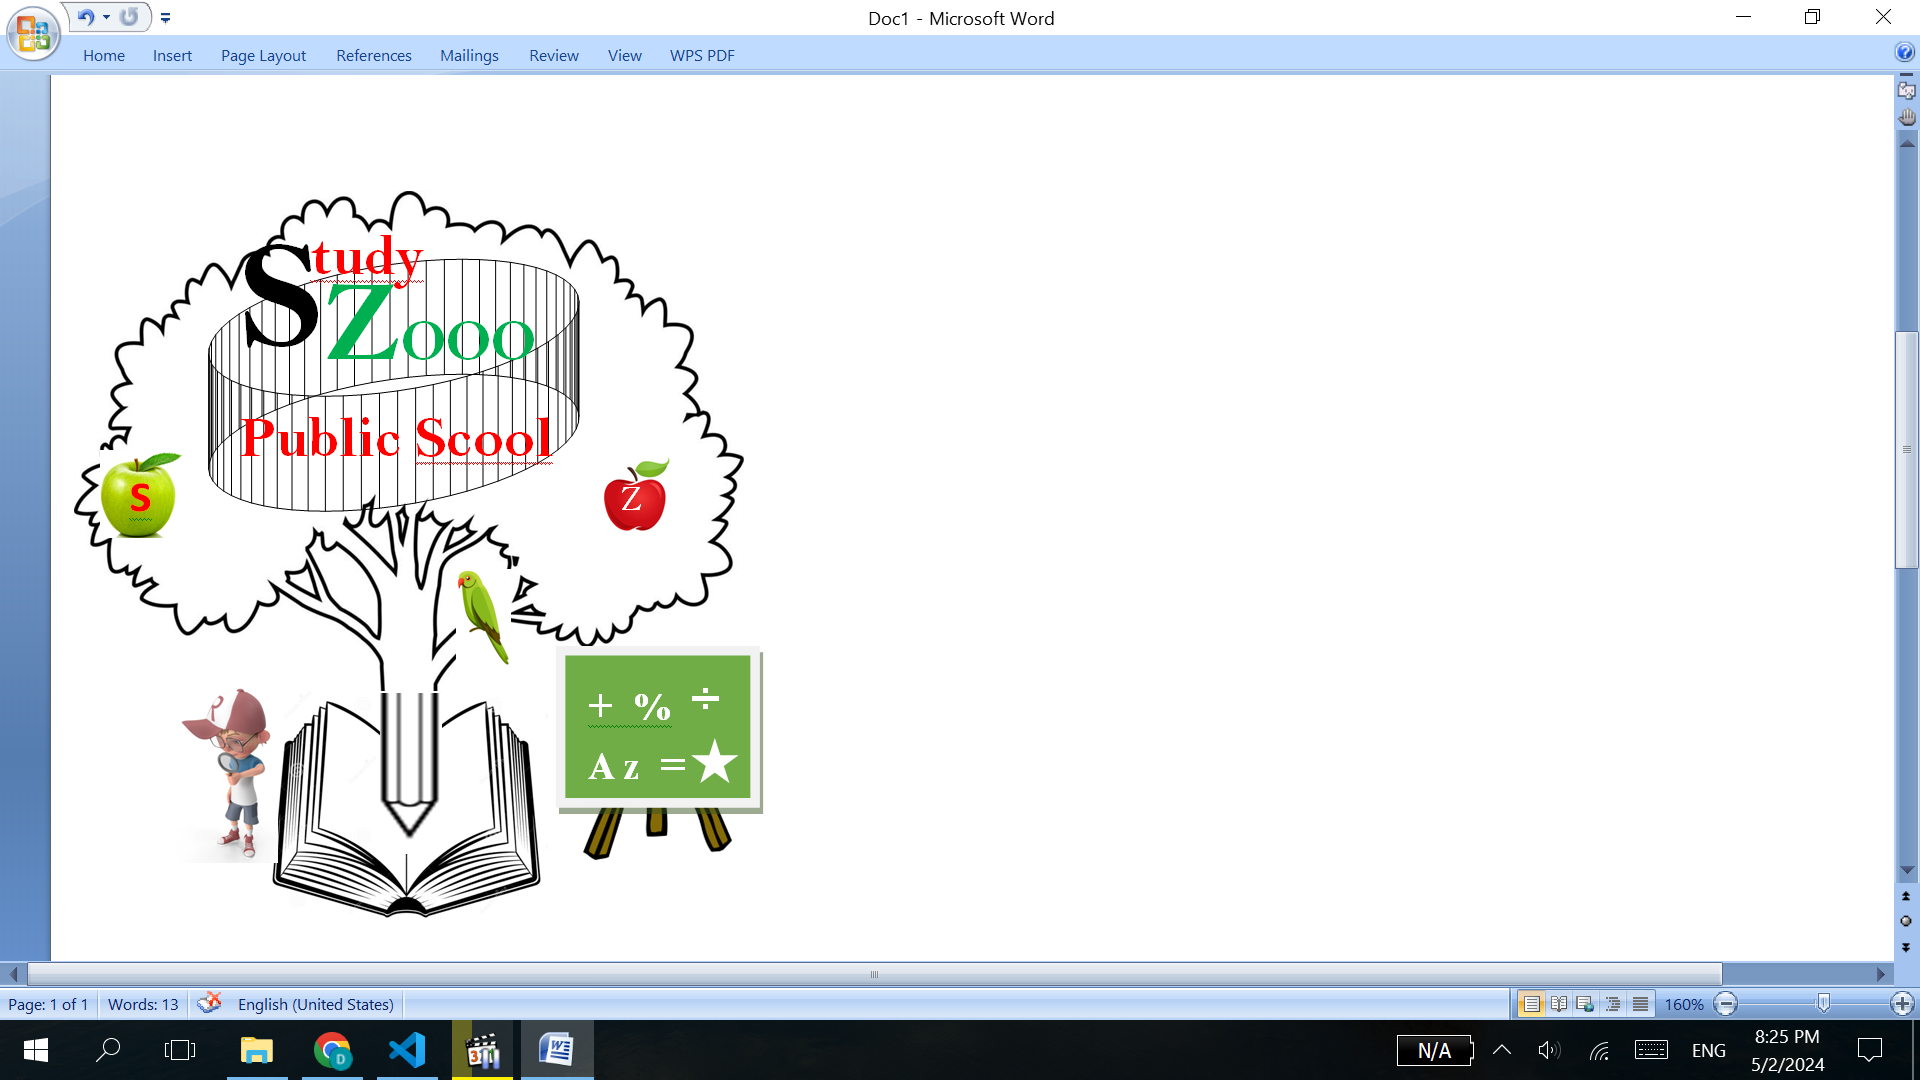 Doc1 - Microsoft Word
Home Insert Page Layout References Mailings Review View WPS PDF
Study
Zooo
Public Scool
S
Z
+ % ÷
A z =
Page: 1 of 1 Words: 13 English (United States) 160%
N/A ENG 8:25 PM
5/2/2024